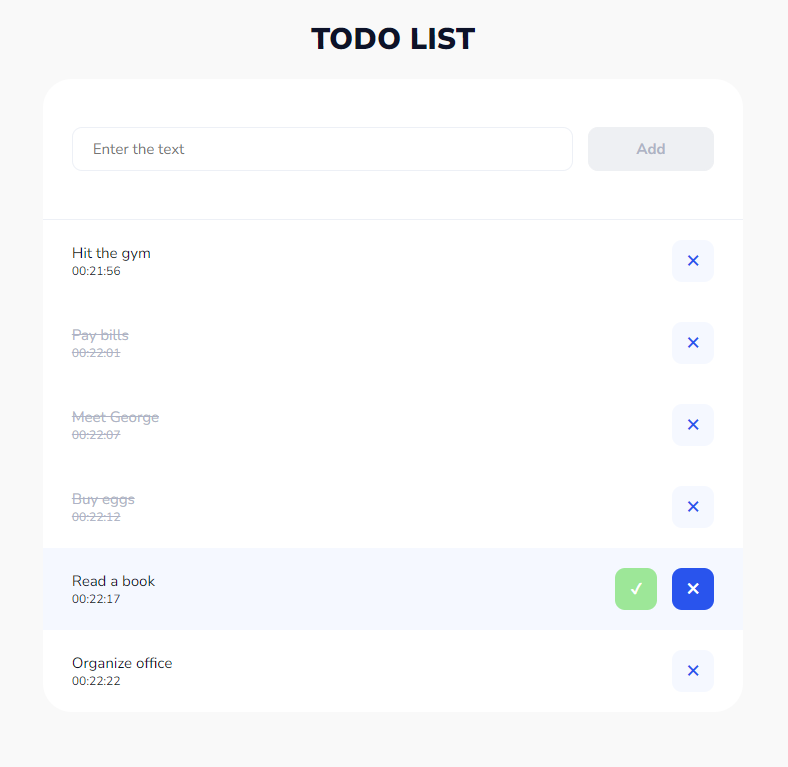 TODO LIST
Enter the text
Add
Hit the gym
00:21:56
Pay bills
00:22:01
Meet George
00:22:07
Buy eggs
00:22:12
Read a book
00:22:17
Organize office
00:22:22